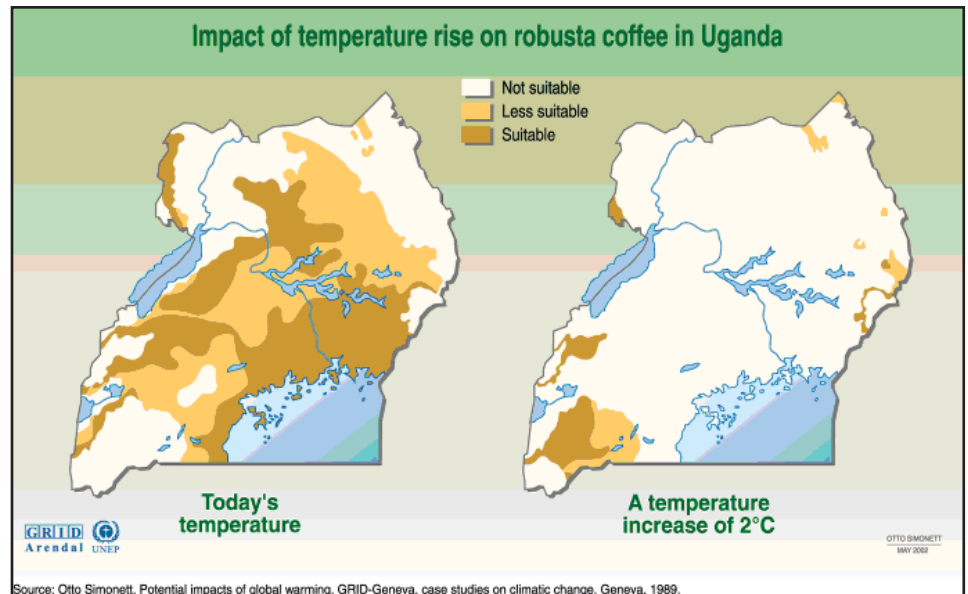 Impact of temperature rise on robusta coffee in Uganda
Not suitable
Less suitable
Suitable
Today's
temperature
A temperature
increase of 2°C
GRID
Arendal
UNEP
OTTO SIMONETT
MAY 2002
Source: Otto Simonett, Potential impacts of global warming, GRID-Geneva, case studies on climatic change, Geneva, 1989.